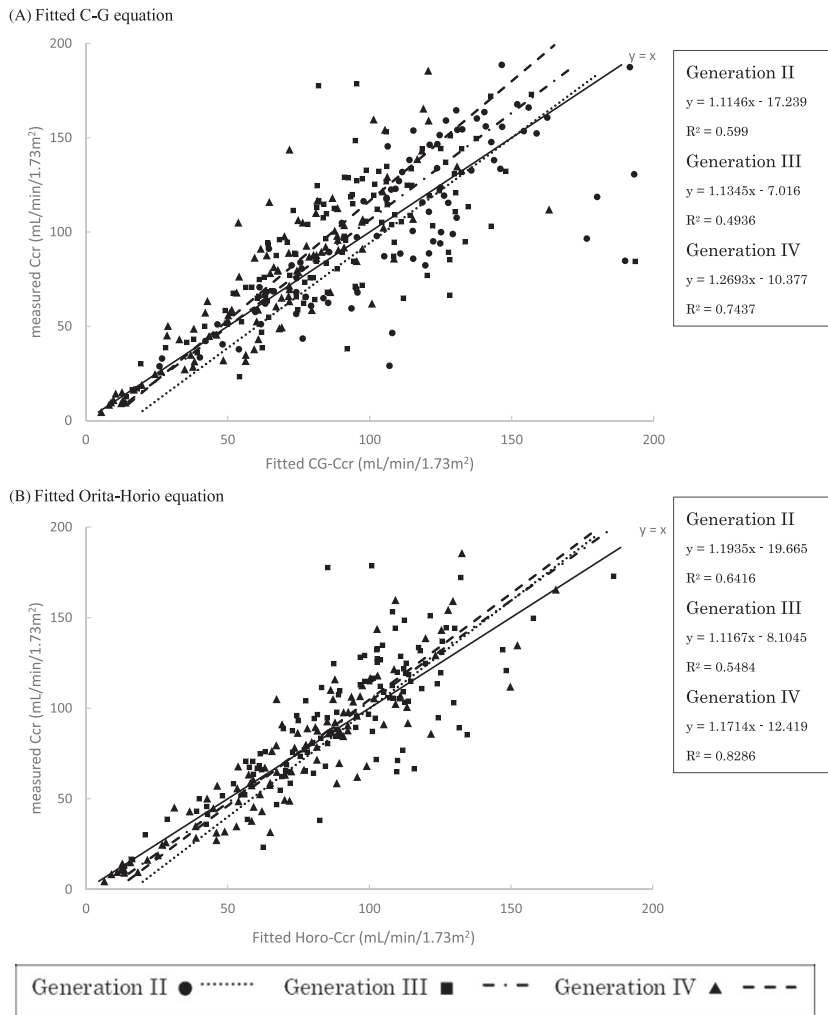 (A) Fitted C-G equation
200
y = x
150
100
50
0
0 50 100 150 200
measured Ccr (mL/min/1.73m²)
Fitted CG-Ccr (mL/min/1.73m²)
Generation II
y = 1.1146x - 17.239
R² = 0.599
Generation III
y = 1.1345x - 7.016
R² = 0.4936
Generation IV
y = 1.2693x - 10.377
R² = 0.7437
(B) Fitted Orita-Horio equation
200
y = x
150
100
50
0
0 50 100 150 200
measured Ccr (mL/min/1.73m²)
Fitted Horo-Ccr (mL/min/1.73m²)
Generation II
y = 1.1935x - 19.665
R² = 0.6416
Generation III
y = 1.1167x - 8.1045
R² = 0.5484
Generation IV
y = 1.1714x - 12.419
R² = 0.8286
Generation II Generation III Generation IV